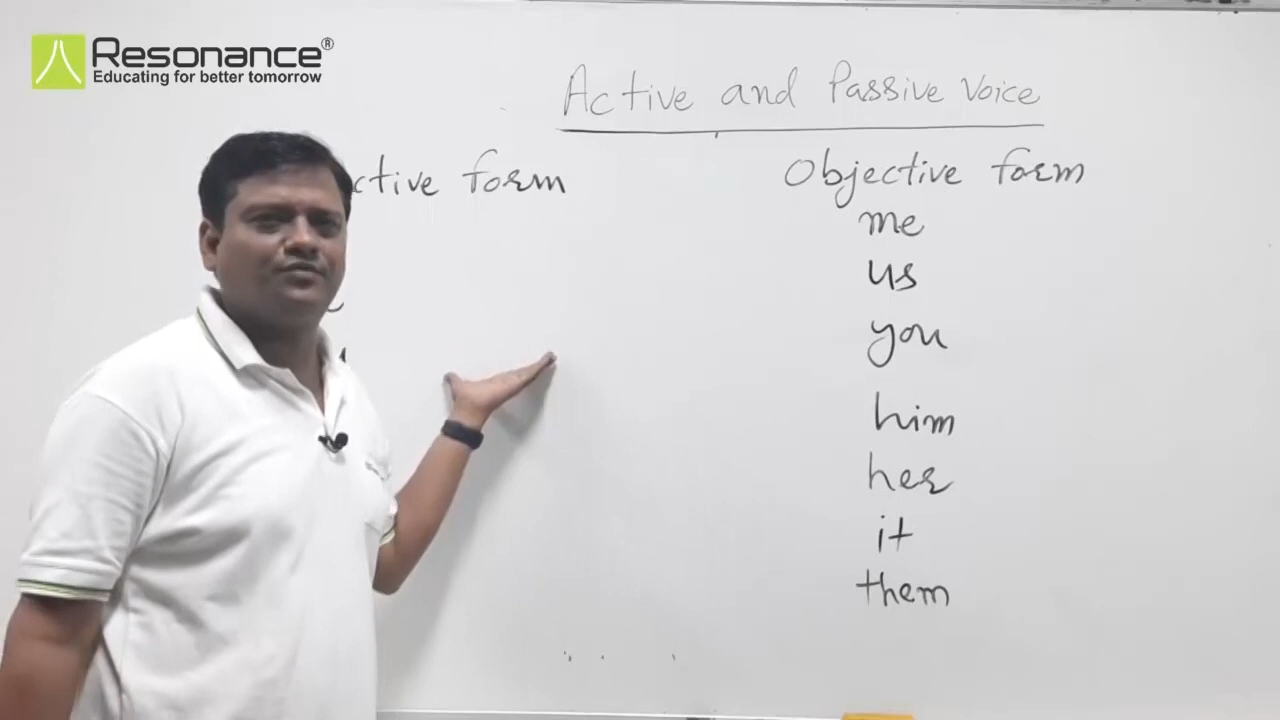 Resonance®
Educating for better tomorrow
Active and Passive Voice
ctive form
Objective form
me
us
you
him
her
it
them